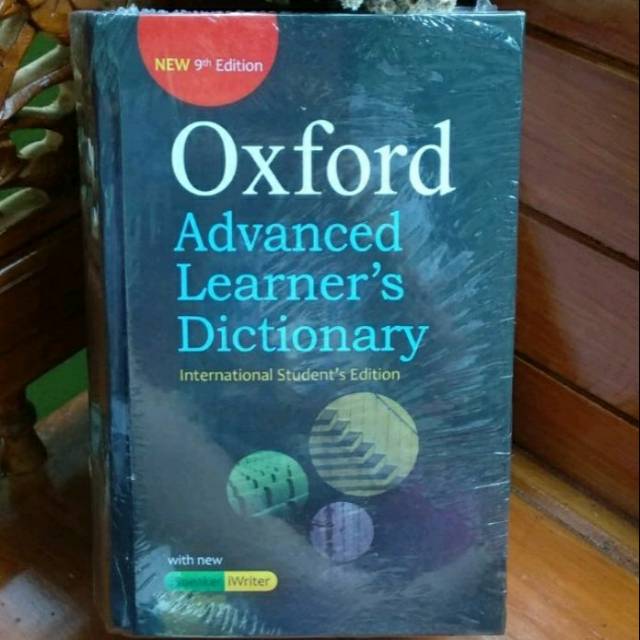 NEW 9th Edition
Oxford
Advanced
Learner's
Dictionary
International Student's Edition
with new
iWriter